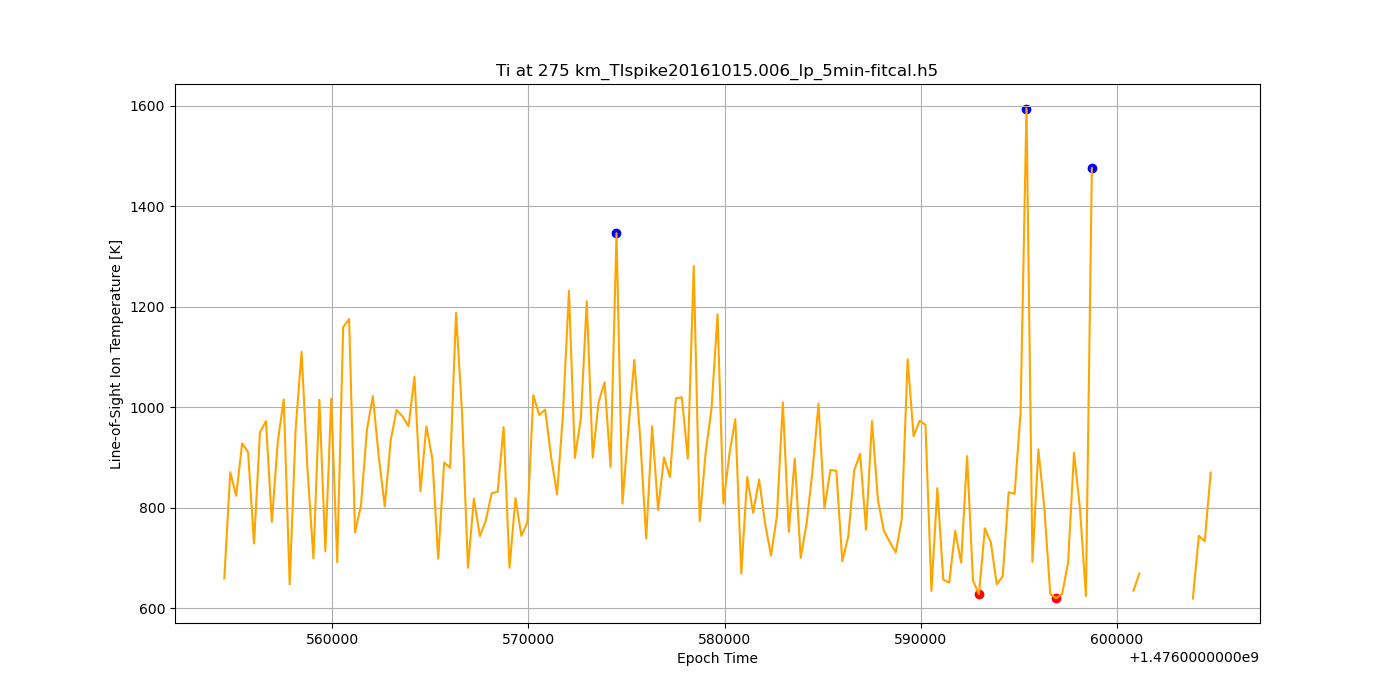 Ti at 275 km_TIspike20161015.006_lp_5min-fitcal.h5
1600
1400
1200
1000
800
600
Line-of-Sight Ion Temperature [K]
560000
570000
580000
590000
600000
Epoch Time
+1.4760000000e9